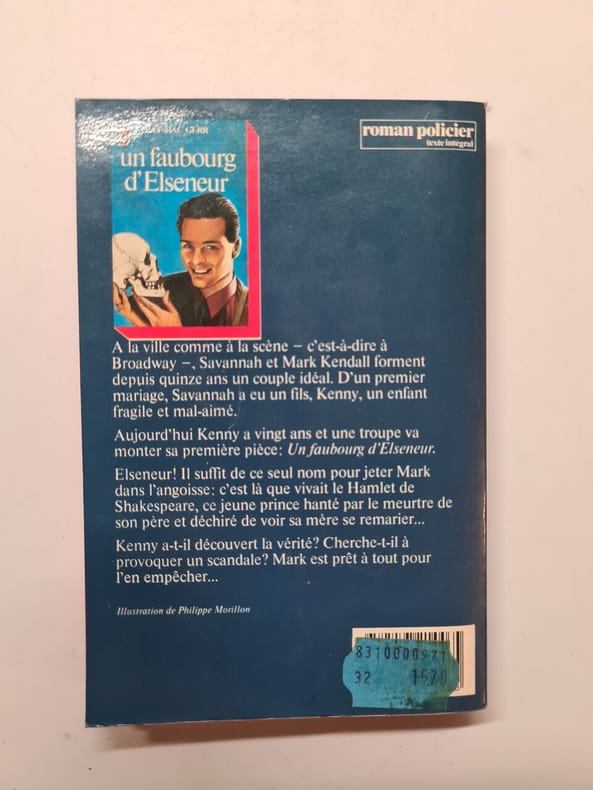 roman policier
texte intégral
un faubourg
d'Elseneur
A la ville comme à la scène – c'est-à-dire à
Broadway –, Savannah et Mark Kendall forment
depuis quinze ans un couple idéal. D'un premier
mariage, Savannah a eu un fils, Kenny, un enfant
fragile et mal-aimé.
Aujourd'hui Kenny a vingt ans et une troupe va
monter sa première pièce: Un faubourg d'Elseneur.
Elseneur! Il suffit de ce seul nom pour jeter Mark
dans l'angoisse: c'est là que vivait le Hamlet de
Shakespeare, ce jeune prince hanté par le meurtre de
son père et déchiré de voir sa mère se remarier...
Kenny a-t-il découvert la vérité? Cherche-t-il à
provoquer un scandale? Mark est prêt à tout pour
l'en empêcher...
Illustration de Philippe Morillon
8310000971
32 1570